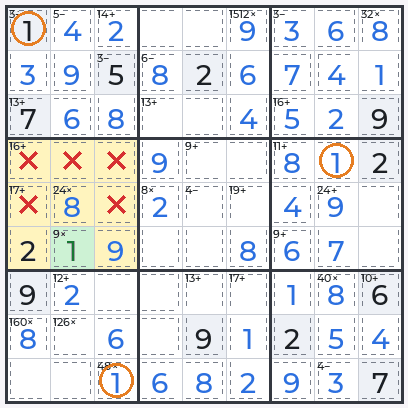 3− 5− 14+ 1512× 3− 32×
1 4 2 9 3 6 8
3− 6−
3 9 5 8 2 6 7 4 1
13+ 13+ 16+
7 6 8 4 5 2 9
16+ 9+ 11+
9 8 1 2
17+ 24× 8× 4− 19+ 24+
8 2 4 9
9× 9+
2 1 9 8 6 7
12+ 13+ 17+ 40× 10+
9 2 1 8 6
160× 126×
8 6 9 1 2 5 4
48× 4−
1 6 8 2 9 3 7